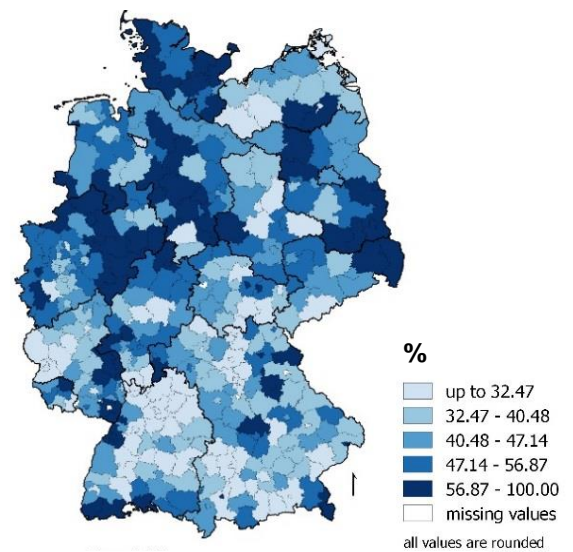 %
up to 32.47
32.47 - 40.48
40.48 - 47.14
47.14 - 56.87
56.87 - 100.00
missing values
all values are rounded